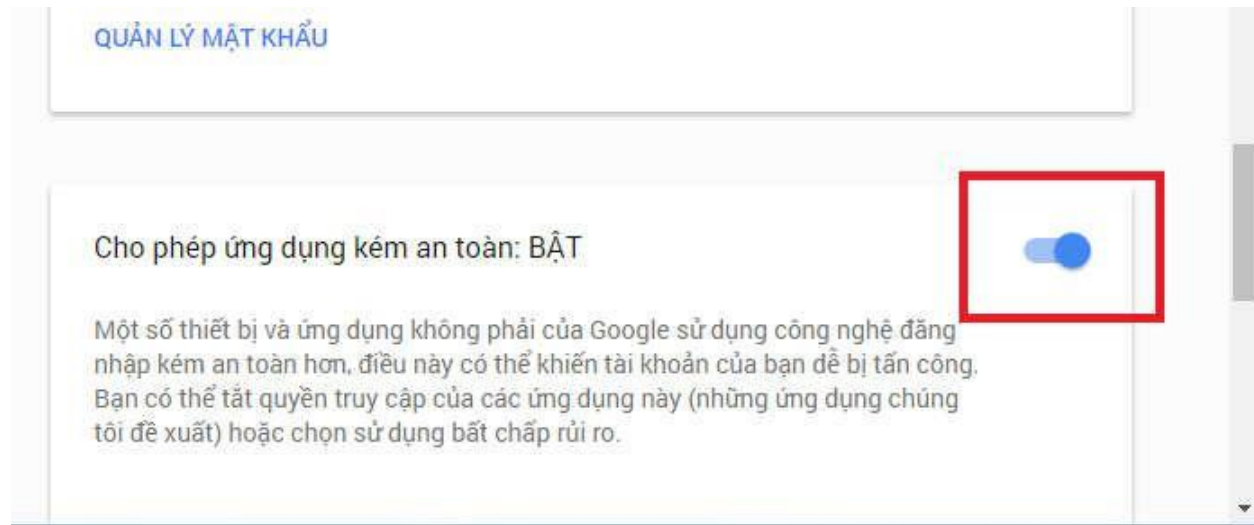 QUẢN LÝ MẬT KHẨU
Cho phép ứng dụng kém an toàn: BẬT
Một số thiết bị và ứng dụng không phải của Google sử dụng công nghệ đăng
nhập kém an toàn hơn, điều này có thể khiến tài khoản của bạn dễ bị tấn công.
Bạn có thể tắt quyền truy cập của các ứng dụng này (những ứng dụng chúng
tôi đề xuất) hoặc chọn sử dụng bất chấp rủi ro.